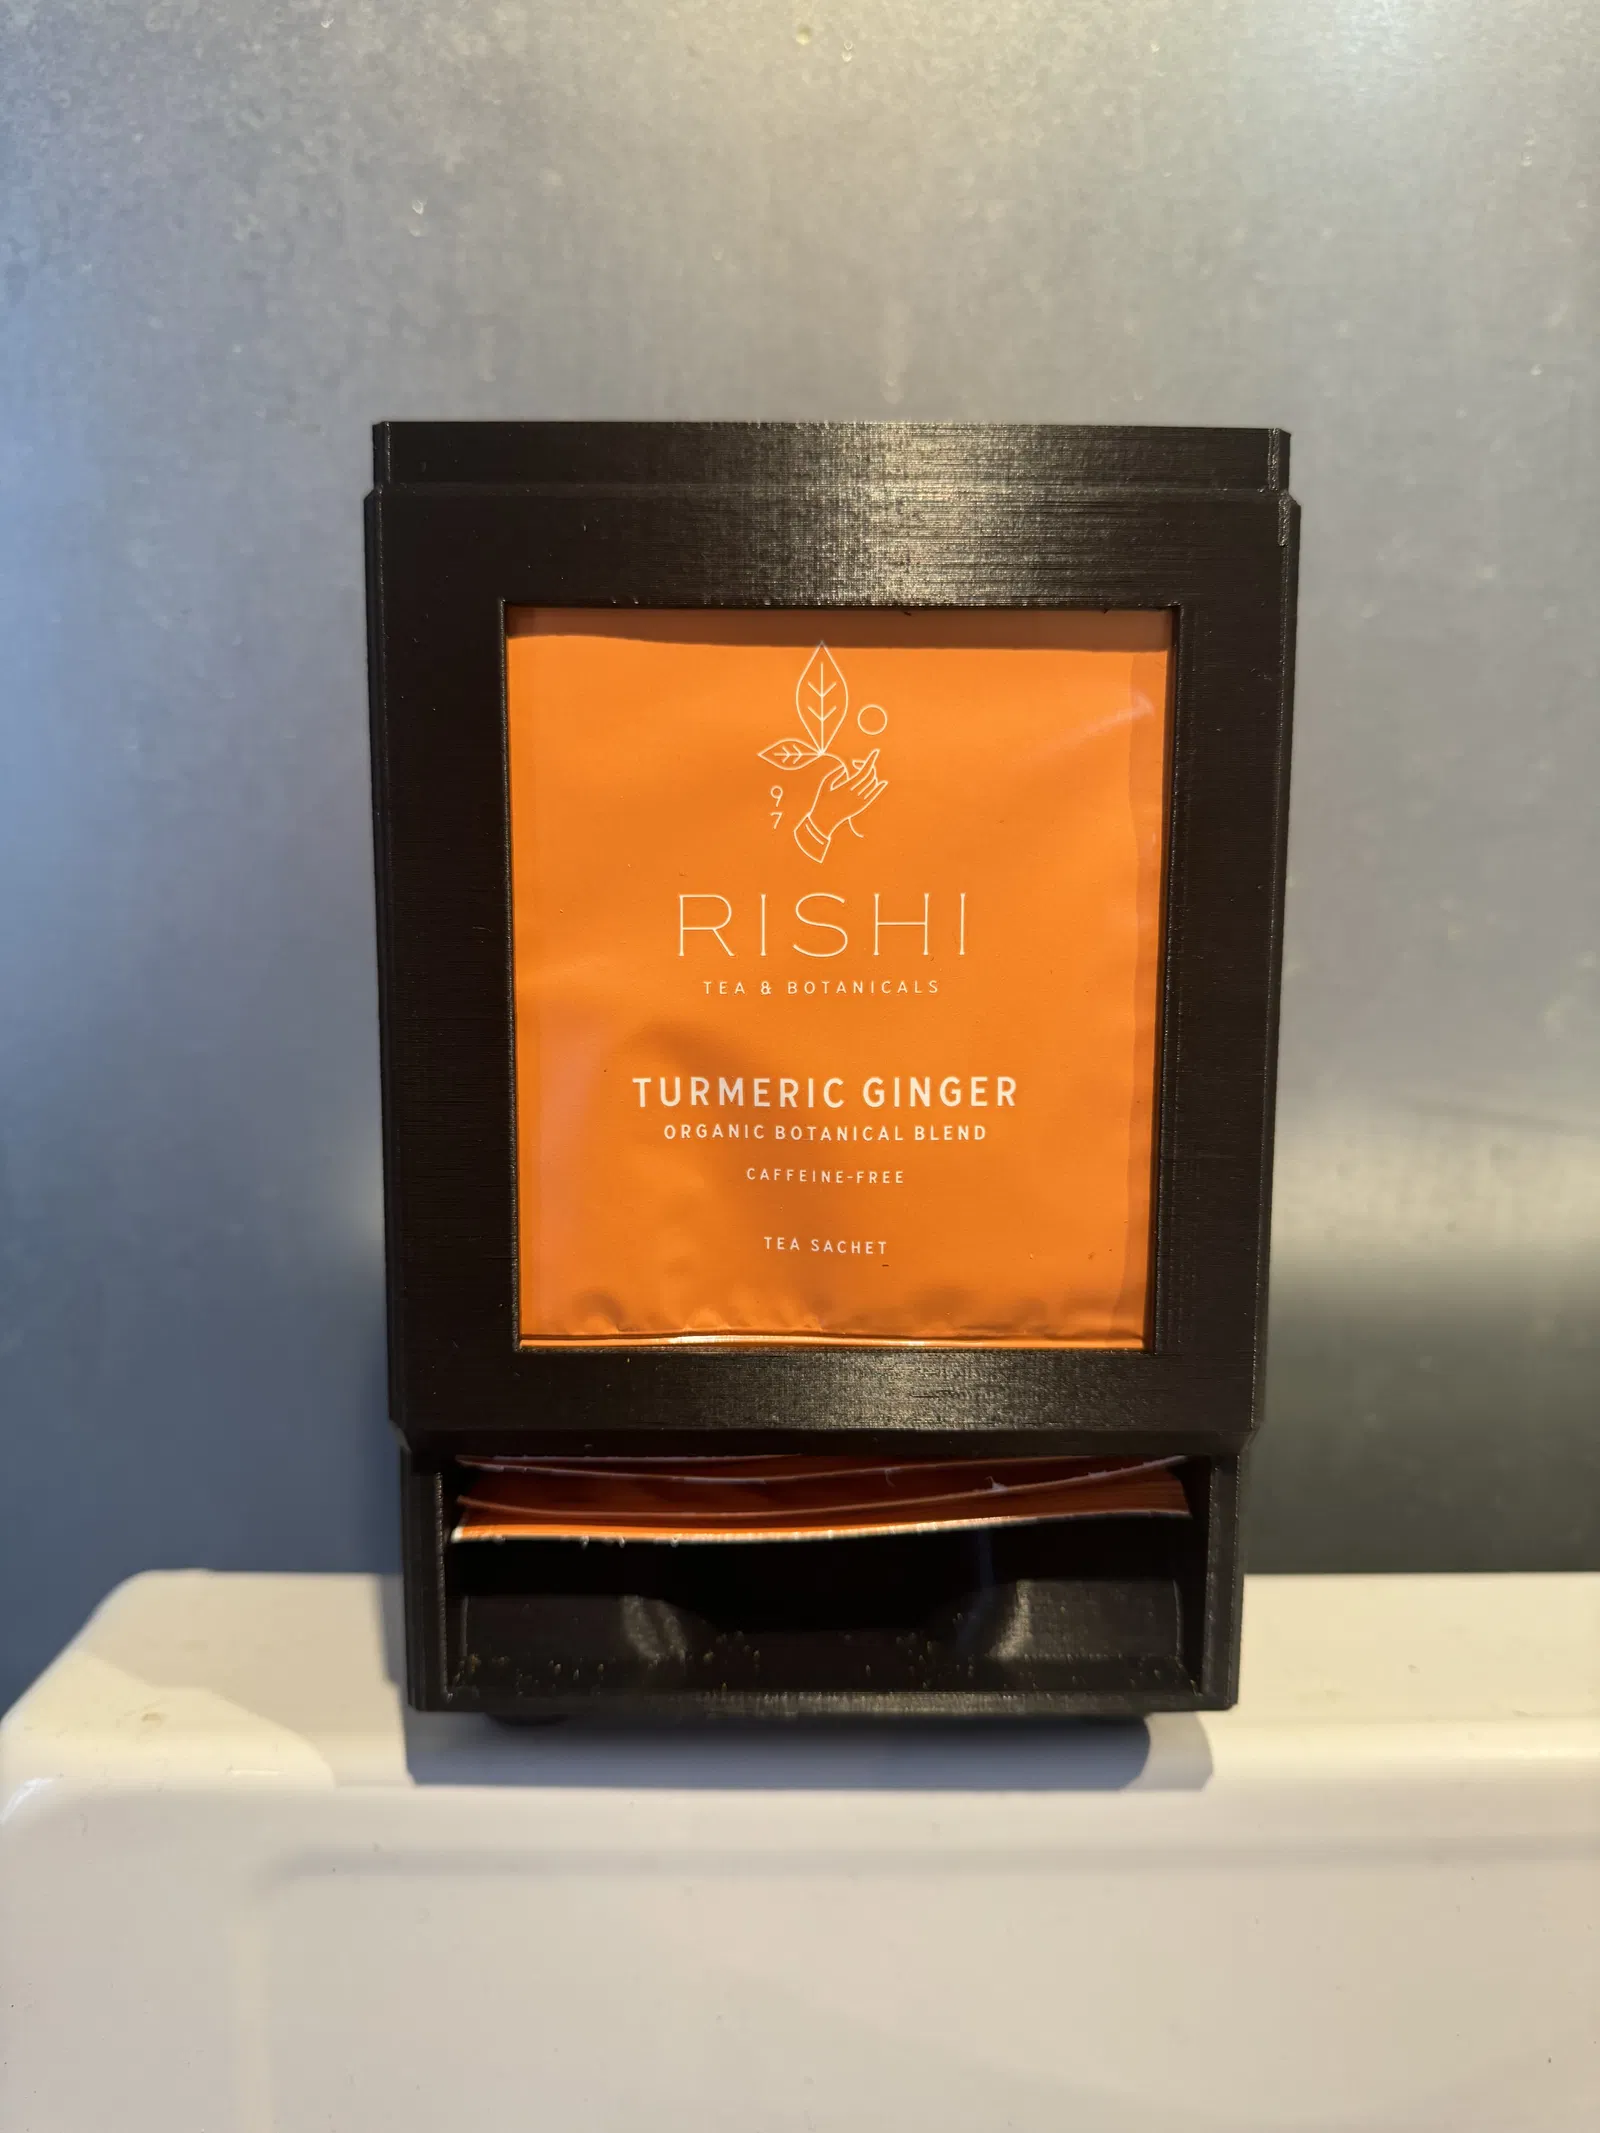 9
7
RISHI
TEA & BOTANICALS
TURMERIC GINGER
ORGANIC BOTANICAL BLEND
CAFFEINE-FREE
TEA SACHET